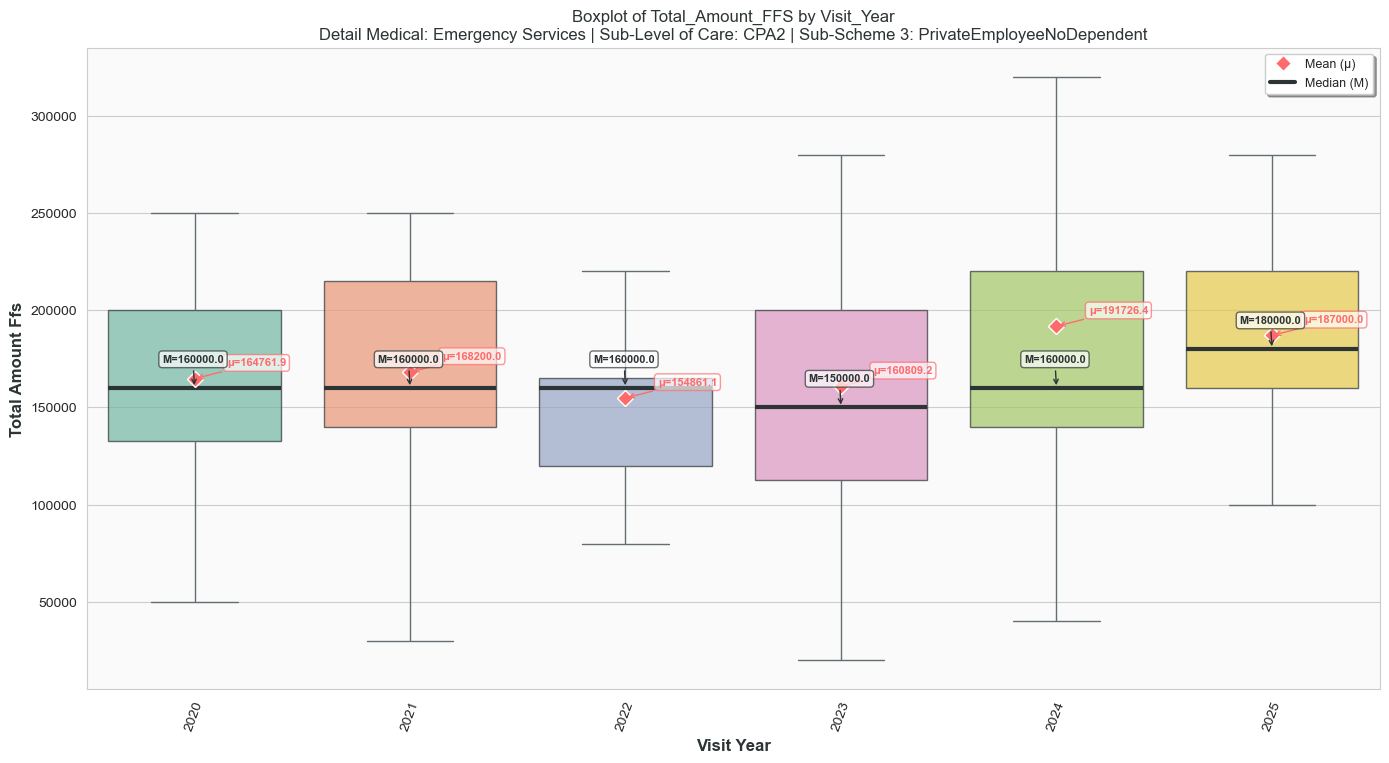 Boxplot of Total_Amount_FFS by Visit_Year
Detail Medical: Emergency Services | Sub-Level of Care: CPA2 | Sub-Scheme 3: PrivateEmployeeNoDependent
Mean (μ)
Median (M)
Total Amount Ffs
300000
250000
200000
150000
100000
50000
M=160000.0
μ=164761.9
M=160000.0
μ=168200.0
M=160000.0
μ=154861.1
M=150000.0
μ=160809.2
M=160000.0
μ=191726.4
M=180000.0
μ=187000.0
2020
2021
2022
2023
2024
2025
Visit Year